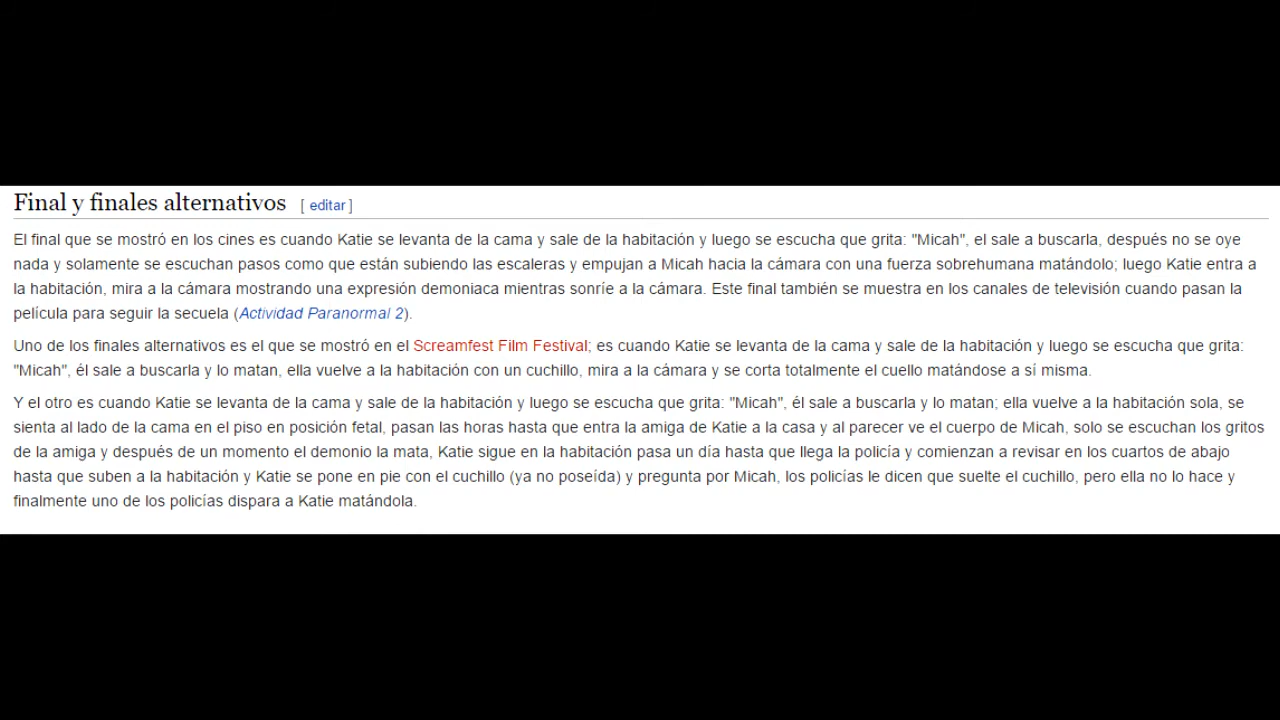 Final y finales alternativos [ editar ]
El final que se mostró en los cines es cuando Katie se levanta de la cama y sale de la habitación y luego se escucha que grita: "Micah", el sale a buscarla, después no se oye
nada y solamente se escuchan pasos como que están subiendo las escaleras y empujan a Micah hacia la cámara con una fuerza sobrehumana matándolo; luego Katie entra a
la habitación, mira a la cámara mostrando una expresión demoniaca mientras sonríe a la cámara. Este final también se muestra en los canales de televisión cuando pasan la
película para seguir la secuela (Actividad Paranormal 2).
Uno de los finales alternativos es el que se mostró en el Screamfest Film Festival; es cuando Katie se levanta de la cama y sale de la habitación y luego se escucha que grita:
"Micah", él sale a buscarla y lo matan, ella vuelve a la habitación con un cuchillo, mira a la cámara y se corta totalmente el cuello matándose a sí misma.
Y el otro es cuando Katie se levanta de la cama y sale de la habitación y luego se escucha que grita: "Micah", él sale a buscarla y lo matan; ella vuelve a la habitación sola, se
sienta al lado de la cama en el piso en posición fetal, pasan las horas hasta que entra la amiga de Katie a la casa y al parecer ve el cuerpo de Micah, solo se escuchan los gritos
de la amiga y después de un momento el demonio la mata, Katie sigue en la habitación pasa un día hasta que llega la policía y comienzan a revisar en los cuartos de abajo
hasta que suben a la habitación y Katie se pone en pie con el cuchillo (ya no poseída) y pregunta por Micah, los policías le dicen que suelte el cuchillo, pero ella no lo hace y
finalmente uno de los policías dispara a Katie matándola.